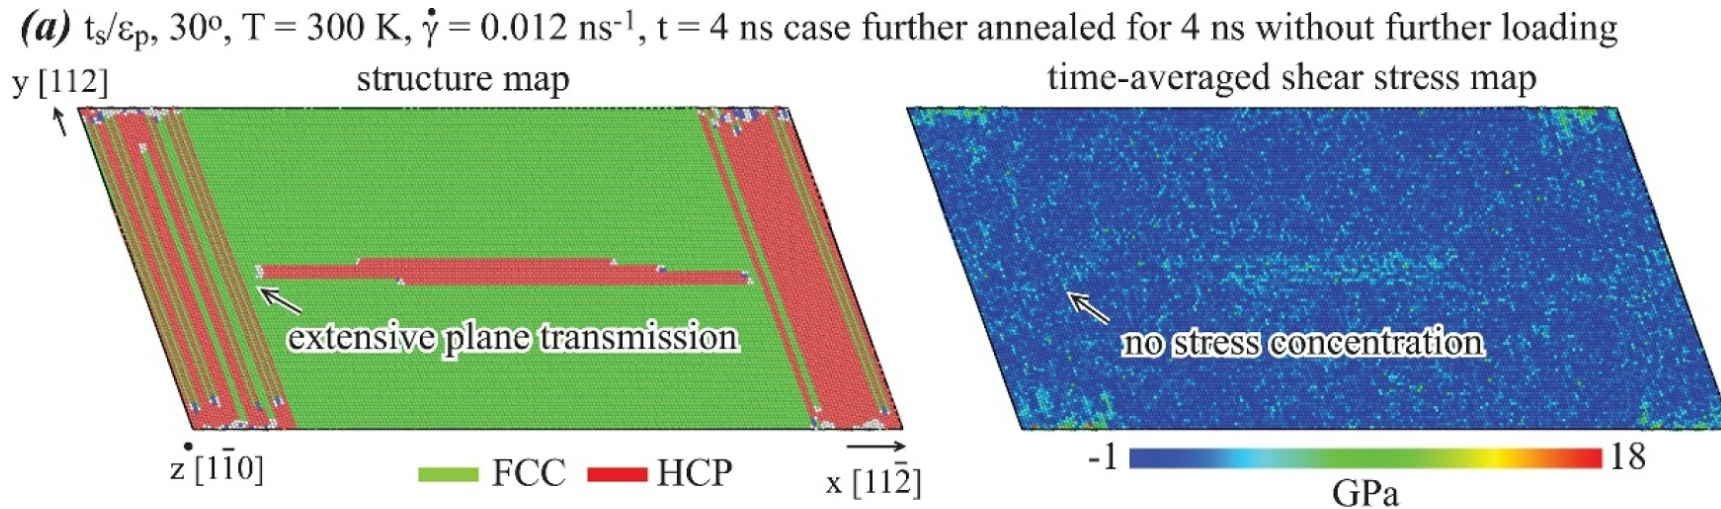 (a) tₛ/εₚ, 30º, T = 300 K, γ̇ = 0.012 ns⁻¹, t = 4 ns case further annealed for 4 ns without further loading
structure map
time-averaged shear stress map
y [112]
extensive plane transmission
no stress concentration
z [11̄0]
FCC
HCP
x [112̄]
-1
18
GPa